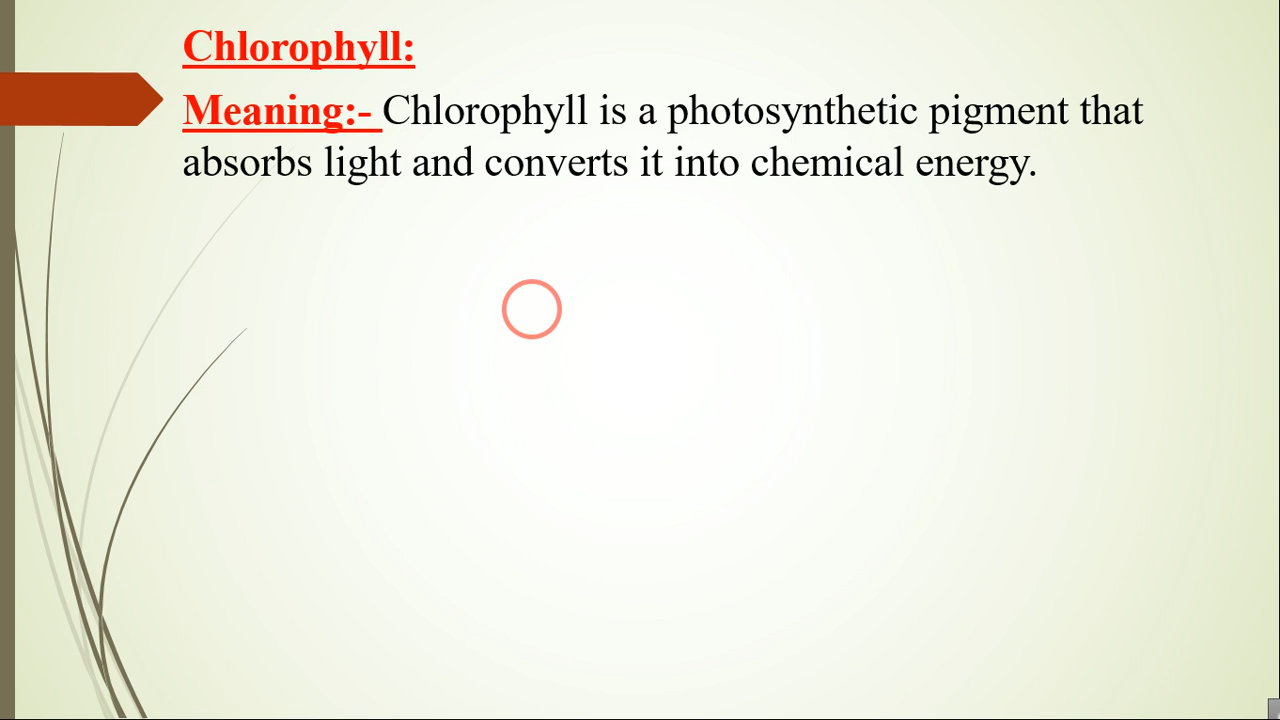 Chlorophyll:
Meaning:- Chlorophyll is a photosynthetic pigment that
absorbs light and converts it into chemical energy.